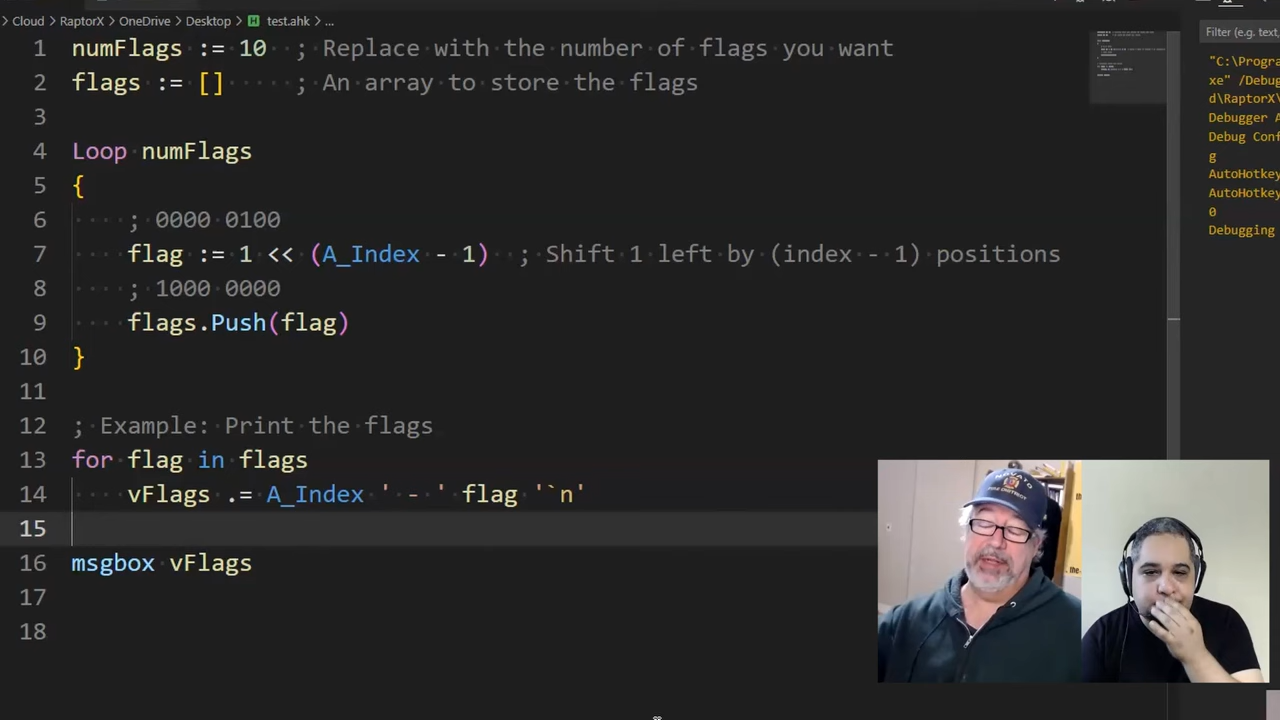 Cloud > RaptorX > OneDrive > Desktop > test.ahk > ...
1 numFlags := 10 ; Replace with the number of flags you want
2 flags := [] ; An array to store the flags
3
4 Loop numFlags
5 {
6 ; 0000 0100
7 flag := 1 << (A_Index - 1) ; Shift 1 left by (index - 1) positions
8 ; 1000 0000
9 flags.Push(flag)
10 }
11
12 ; Example: Print the flags
13 for flag in flags
14 vFlags .= A_Index ' - ' flag '`n'
15
16 msgbox vFlags
17
18
Filter (e.g. text,
"C:\Progra
xe" /Debug
d\RaptorX\
Debugger A
Debug Conf
g
AutoHotkey
AutoHotkey
0
Debugging